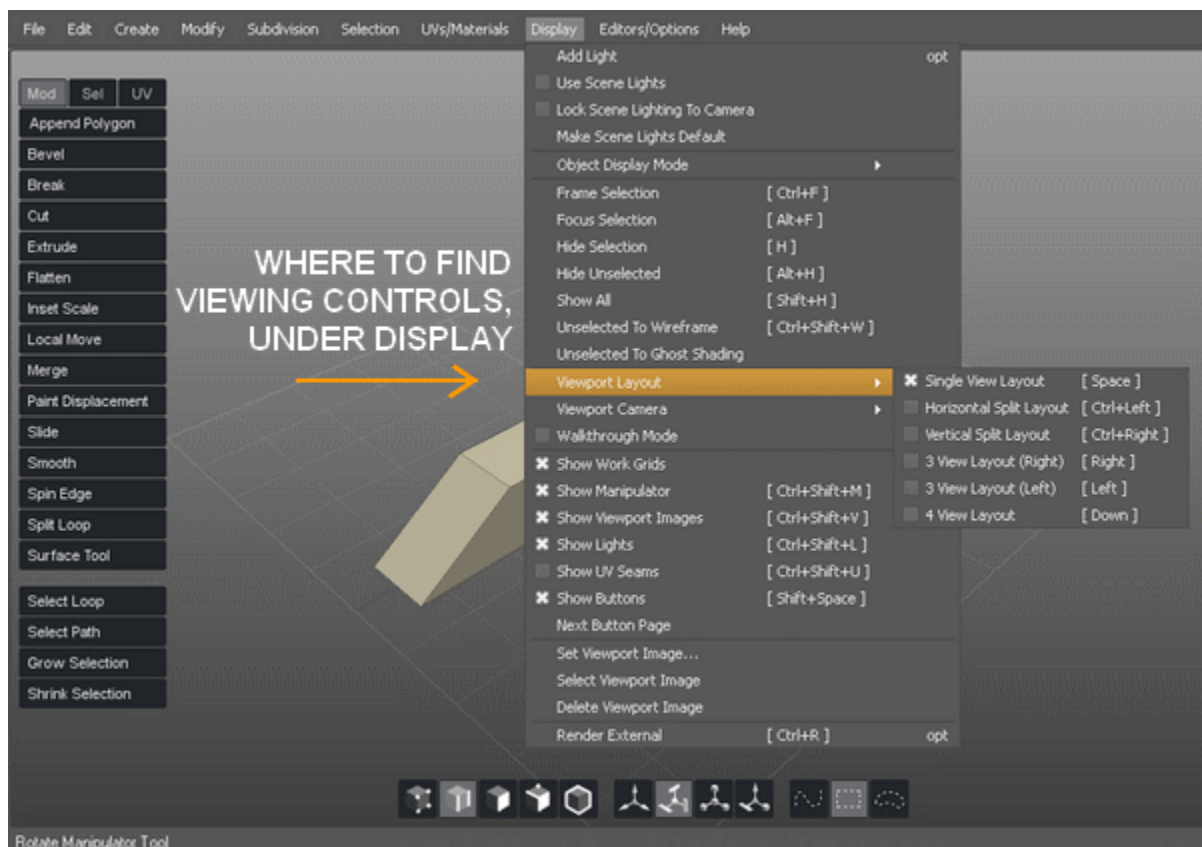 File Edit Create Modify Subdivision Selection UVs/Materials Display Editors/Options Help
Mod Sel UV
Append Polygon
Bevel
Break
Cut
Extrude
Flatten
Inset Scale
Local Move
Merge
Paint Displacement
Slide
Smooth
Spin Edge
Split Loop
Surface Tool
Select Loop
Select Path
Grow Selection
Shrink Selection
WHERE TO FIND
VIEWING CONTROLS,
UNDER DISPLAY
Add Light opt
Use Scene Lights
Lock Scene Lighting To Camera
Make Scene Lights Default
Object Display Mode
Frame Selection [ Ctrl+F ]
Focus Selection [ Alt+F ]
Hide Selection [ H ]
Hide Unselected [ Alt+H ]
Show All [ Shift+H ]
Unselected To Wireframe [ Ctrl+Shift+W ]
Unselected To Ghost Shading
Viewport Layout
Viewport Camera
Walkthrough Mode
Show Work Grids
Show Manipulator [ Ctrl+Shift+M ]
Show Viewport Images [ Ctrl+Shift+V ]
Show Lights [ Ctrl+Shift+L ]
Show UV Seams [ Ctrl+Shift+U ]
Show Buttons [ Shift+Space ]
Next Button Page
Set Viewport Image...
Select Viewport Image
Delete Viewport Image
Render External [ Ctrl+R ] opt
Single View Layout [ Space ]
Horizontal Split Layout [ Ctrl+Left ]
Vertical Split Layout [ Ctrl+Right ]
3 View Layout (Right) [ Right ]
3 View Layout (Left) [ Left ]
4 View Layout [ Down ]
Rotate Manipulator Tool